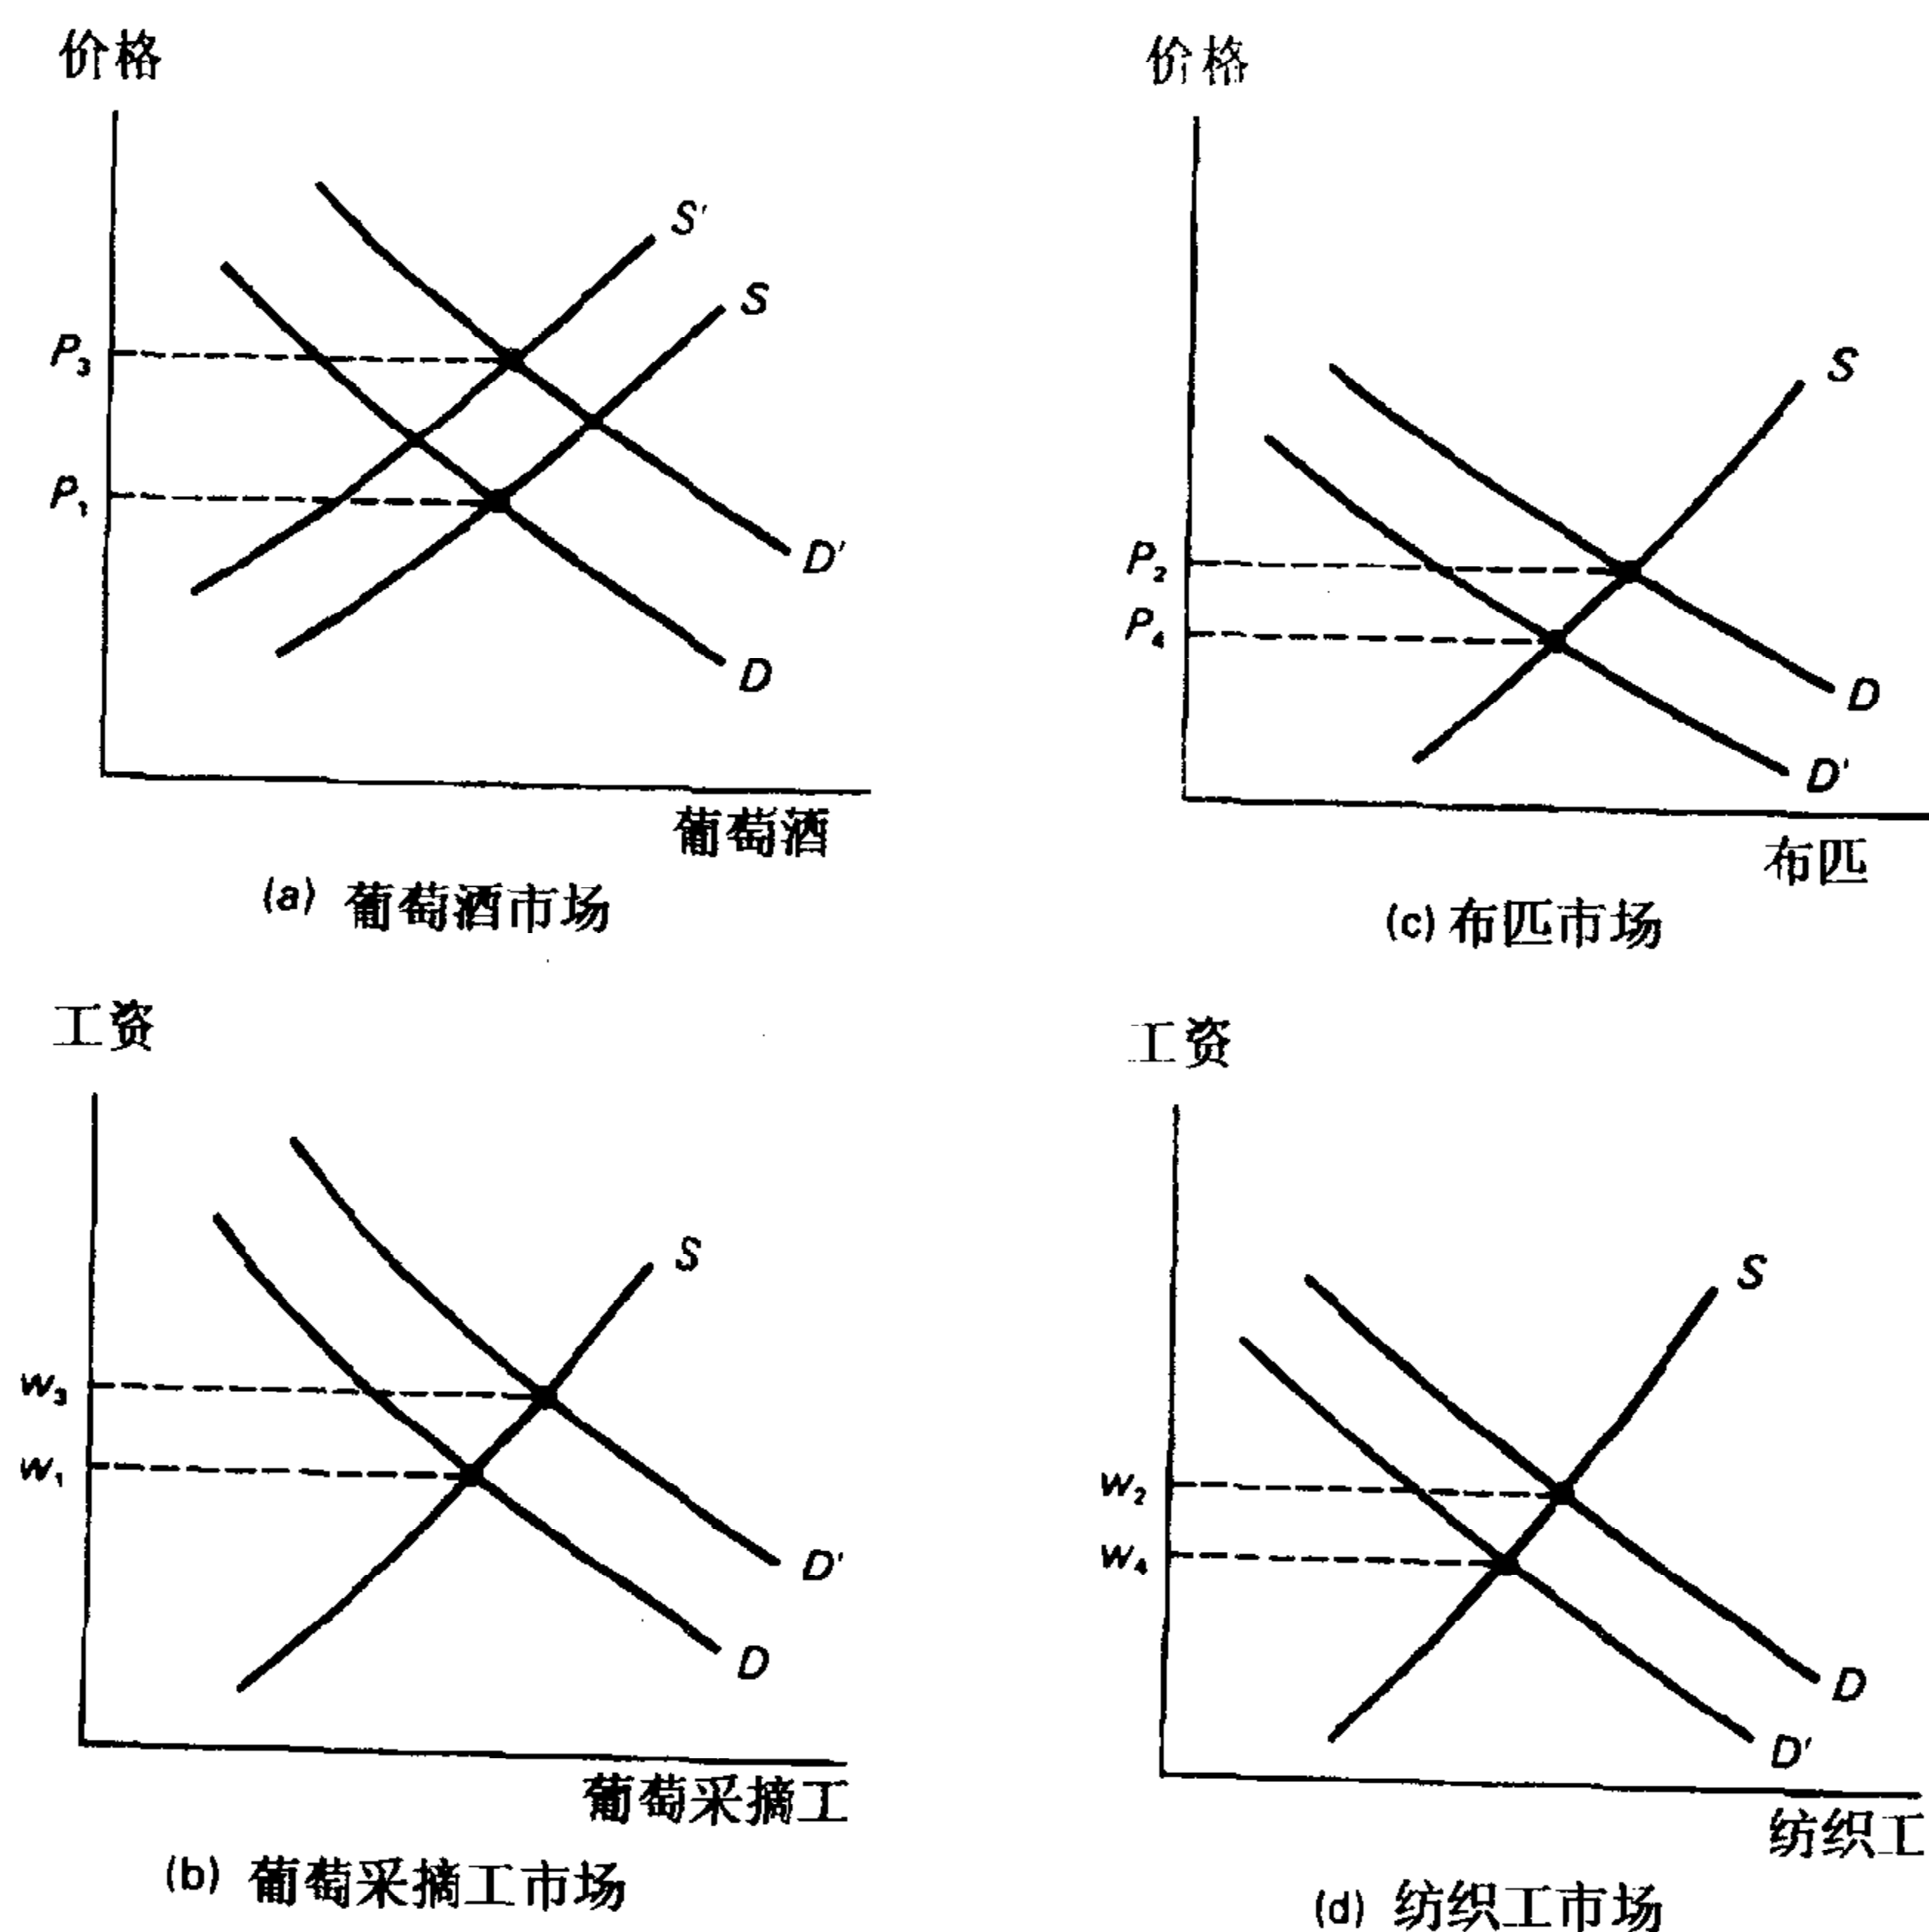 价格
S'
S
P₃
P₁
D'
D
葡萄酒
(a) 葡萄酒市场
价格
S
P₂
P₄
D
D'
布匹
(c) 布匹市场
工资
S
W₃
W₁
D'
D
葡萄采摘工
(b) 葡萄采摘工市场
工资
S
W₂
W₄
D
D'
纺织工
(d) 纺织工市场